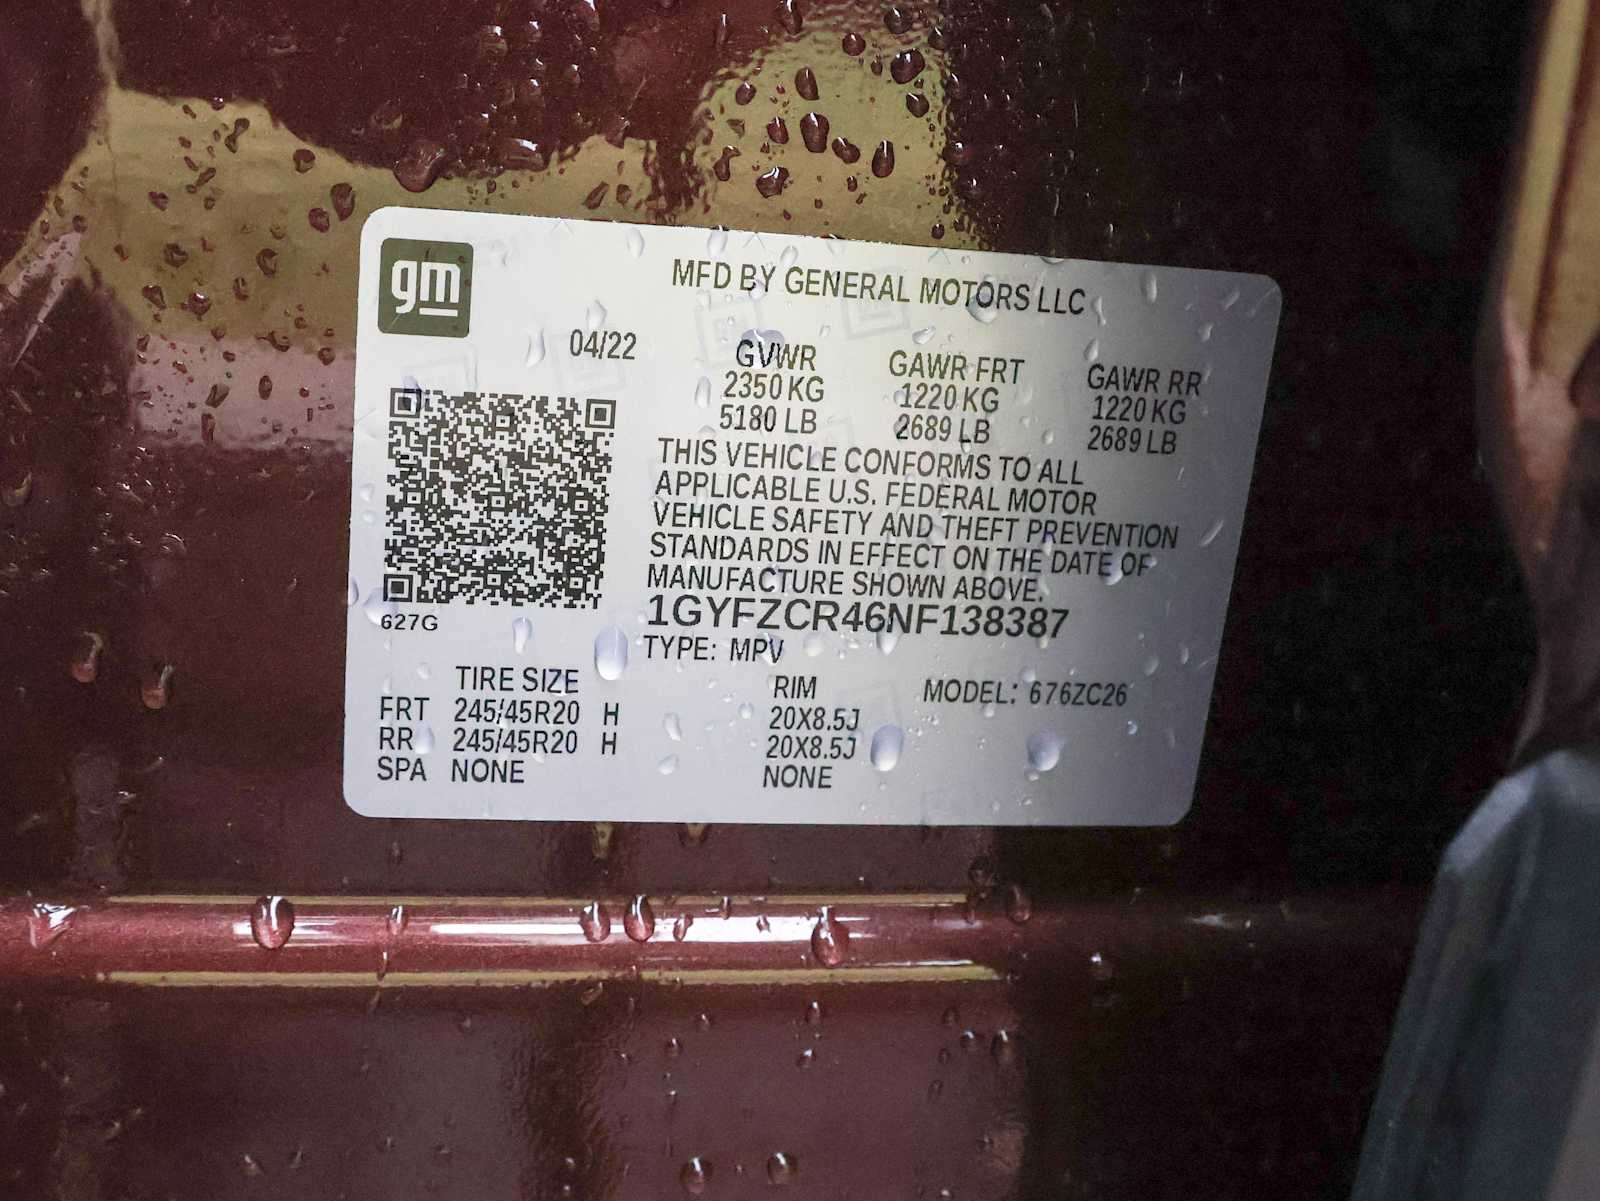 gm
MFD BY GENERAL MOTORS LLC
04/22
GVWR GAWR FRT GAWR RR
2350 KG 1220 KG 1220 KG
5180 LB 2689 LB 2689 LB
THIS VEHICLE CONFORMS TO ALL
APPLICABLE U.S. FEDERAL MOTOR
VEHICLE SAFETY AND THEFT PREVENTION
STANDARDS IN EFFECT ON THE DATE OF
MANUFACTURE SHOWN ABOVE.
1GYFZCR46NF138387
627G
TYPE: MPV
TIRE SIZE RIM MODEL: 676ZC26
FRT 245/45R20 H 20X8.5J
RR 245/45R20 H 20X8.5J
SPA NONE NONE